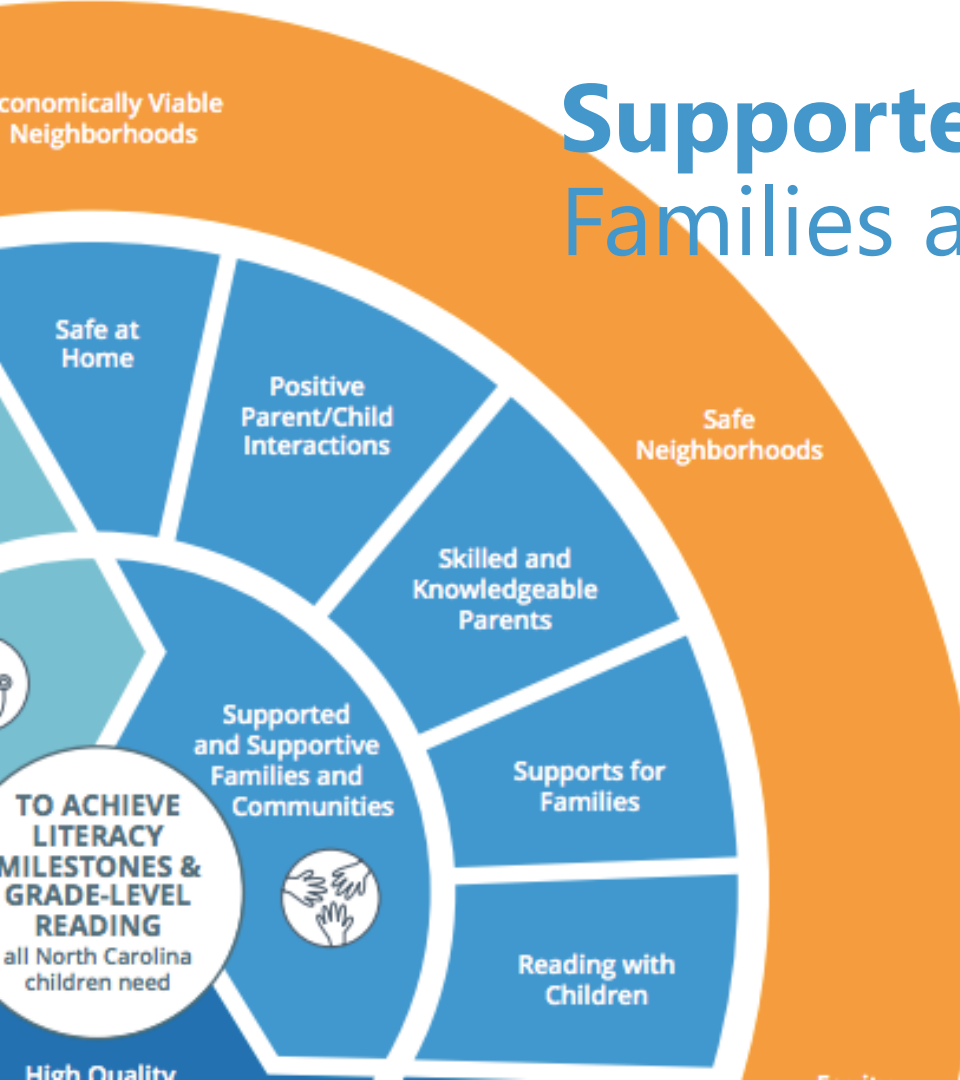 Supporte
Families a
conomically Viable
Neighborhoods
Safe at
Home
Positive
Parent/Child
Interactions
Safe
Neighborhoods
Skilled and
Knowledgeable
Parents
Supported
and Supportive
Families and
Communities
Supports for
Families
TO ACHIEVE
LITERACY
MILESTONES &
GRADE-LEVEL
READING
all North Carolina
children need
Reading with
Children
High Quality